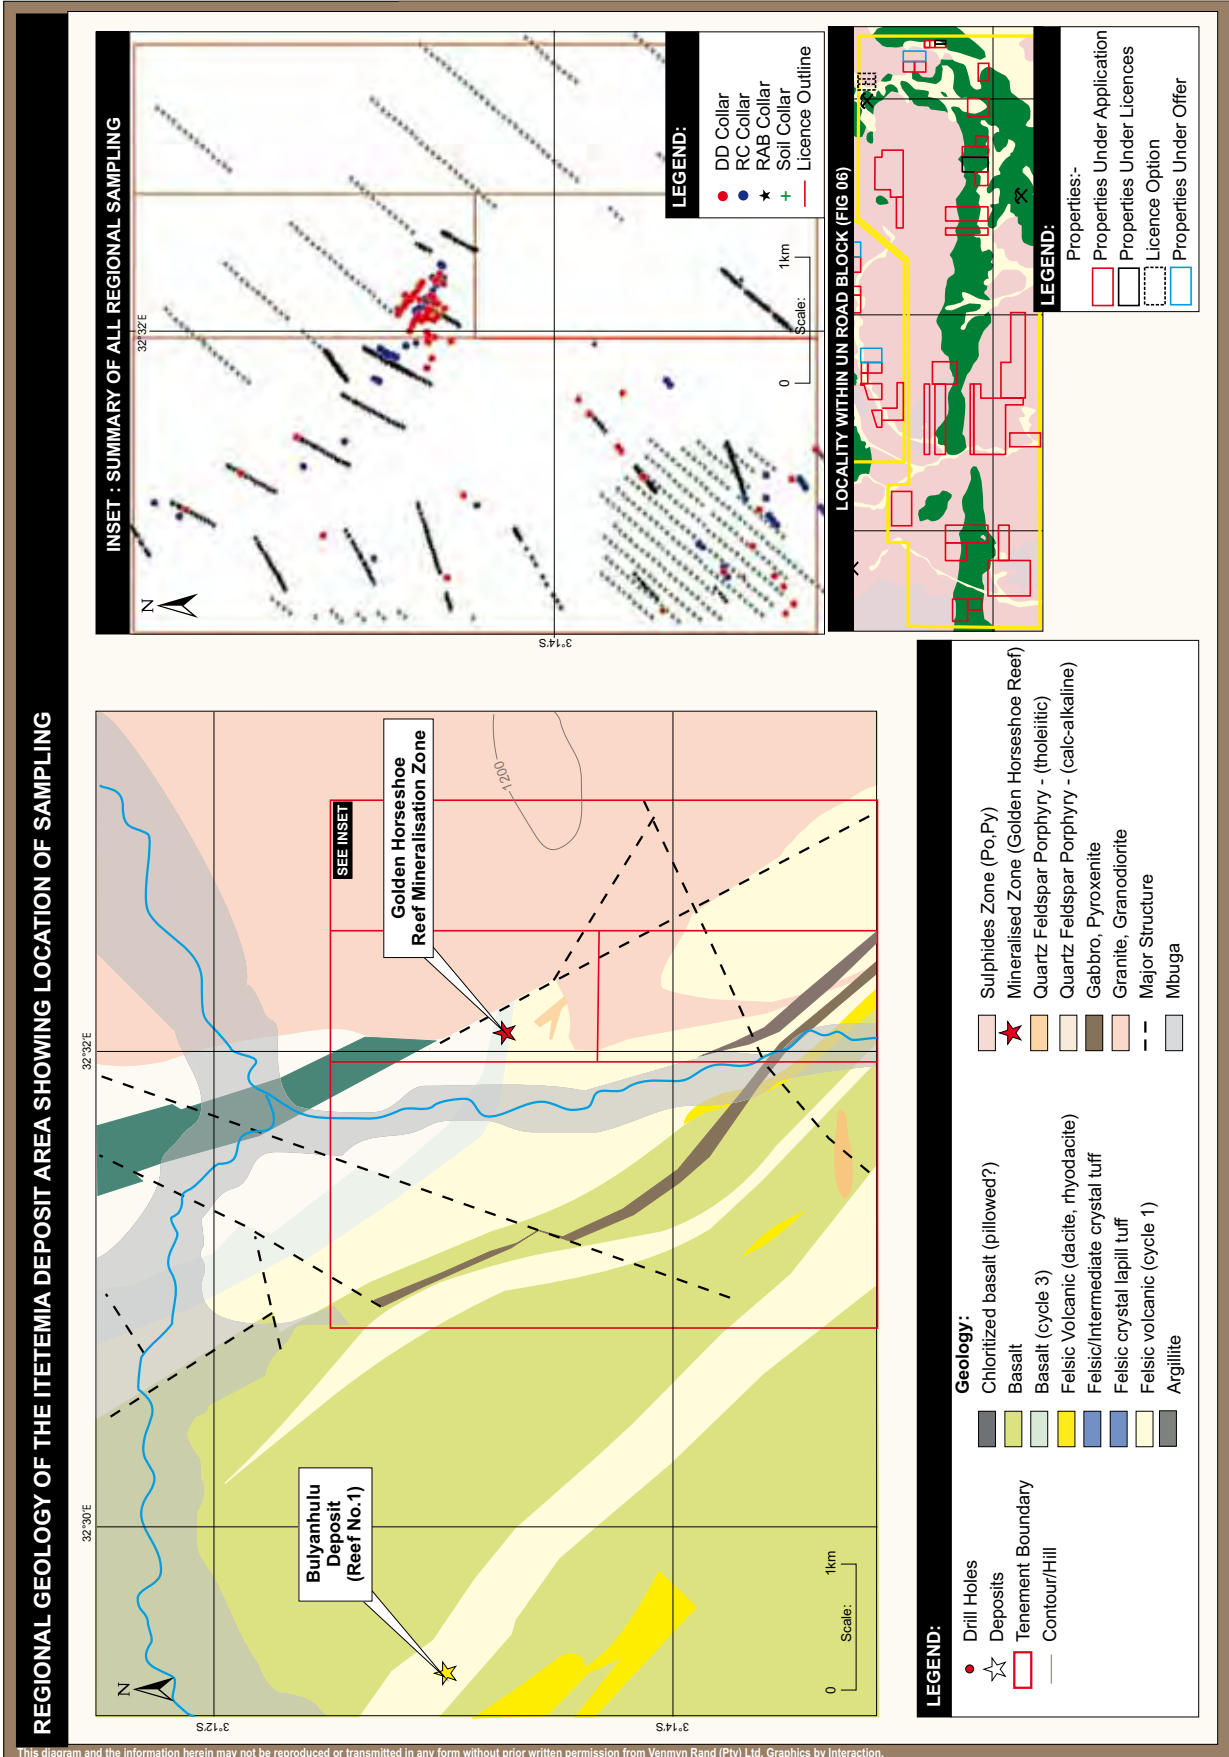 REGIONAL GEOLOGY OF THE ITETEMIA DEPOSIT AREA SHOWING LOCATION OF SAMPLING
32°30'E
32°32'E
3°12'S
3°14'S
N
Bulyanhulu
Deposit
(Reef No.1)
Golden Horseshoe
Reef Mineralisation Zone
SEE INSET
1200
Scale:
0
1km
INSET : SUMMARY OF ALL REGIONAL SAMPLING
32°32'E
3°14'S
N
Scale:
0
1km
LEGEND:
DD Collar
RC Collar
RAB Collar
Soil Collar
Licence Outline
LOCALITY WITHIN UN ROAD BLOCK (FIG 06)
LEGEND:
Properties:-
Properties Under Application
Properties Under Licences
Licence Option
Properties Under Offer
LEGEND:
Drill Holes
Deposits
Tenement Boundary
Contour/Hill
Geology:
Chloritized basalt (pillowed?)
Basalt
Basalt (cycle 3)
Felsic Volcanic (dacite, rhyodacite)
Felsic/Intermediate crystal tuff
Felsic crystal lapill tuff
Felsic volcanic (cycle 1)
Argillite
Sulphides Zone (Po,Py)
Mineralised Zone (Golden Horseshoe Reef)
Quartz Feldspar Porphyry - (tholeiitic)
Quartz Feldspar Porphyry - (calc-alkaline)
Gabbro, Pyroxenite
Granite, Granodiorite
Major Structure
Mbuga
This diagram and the information herein may not be reproduced or transmitted in any form without prior written permission from Venmyn Rand (Pty) Ltd. Graphics by Interaction.